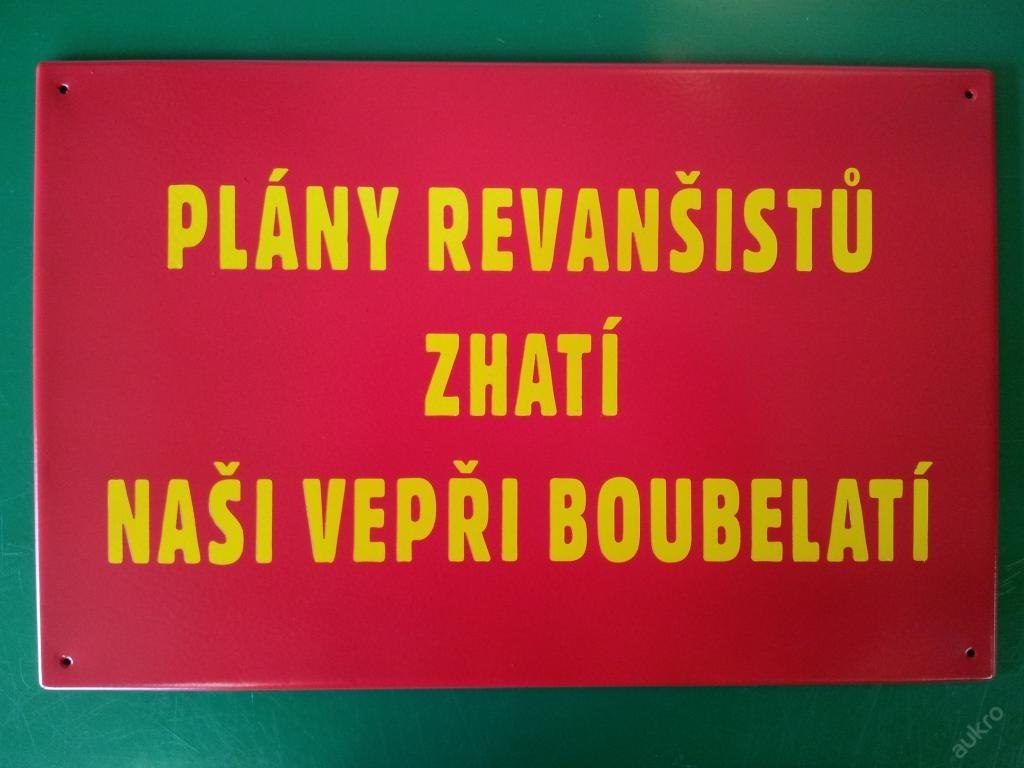 PLÁNY REVANŠISTŮ
ZHATÍ
NAŠI VEPŘI BOUBELATÍ
aukro